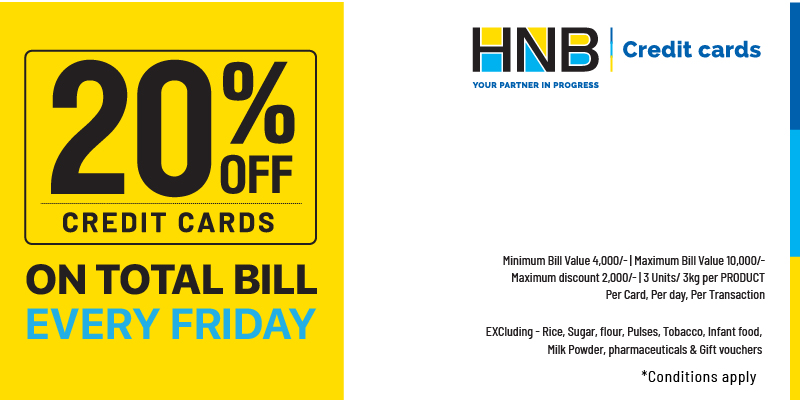 20%
OFF
CREDIT CARDS
ON TOTAL BILL
EVERY FRIDAY
HNB
YOUR PARTNER IN PROGRESS
Credit cards
Minimum Bill Value 4,000/- | Maximum Bill Value 10,000/-
Maximum discount 2,000/- | 3 Units/ 3kg per PRODUCT
Per Card, Per day, Per Transaction
EXCluding - Rice, Sugar, flour, Pulses, Tobacco, Infant food,
Milk Powder, pharmaceuticals & Gift vouchers
*Conditions apply